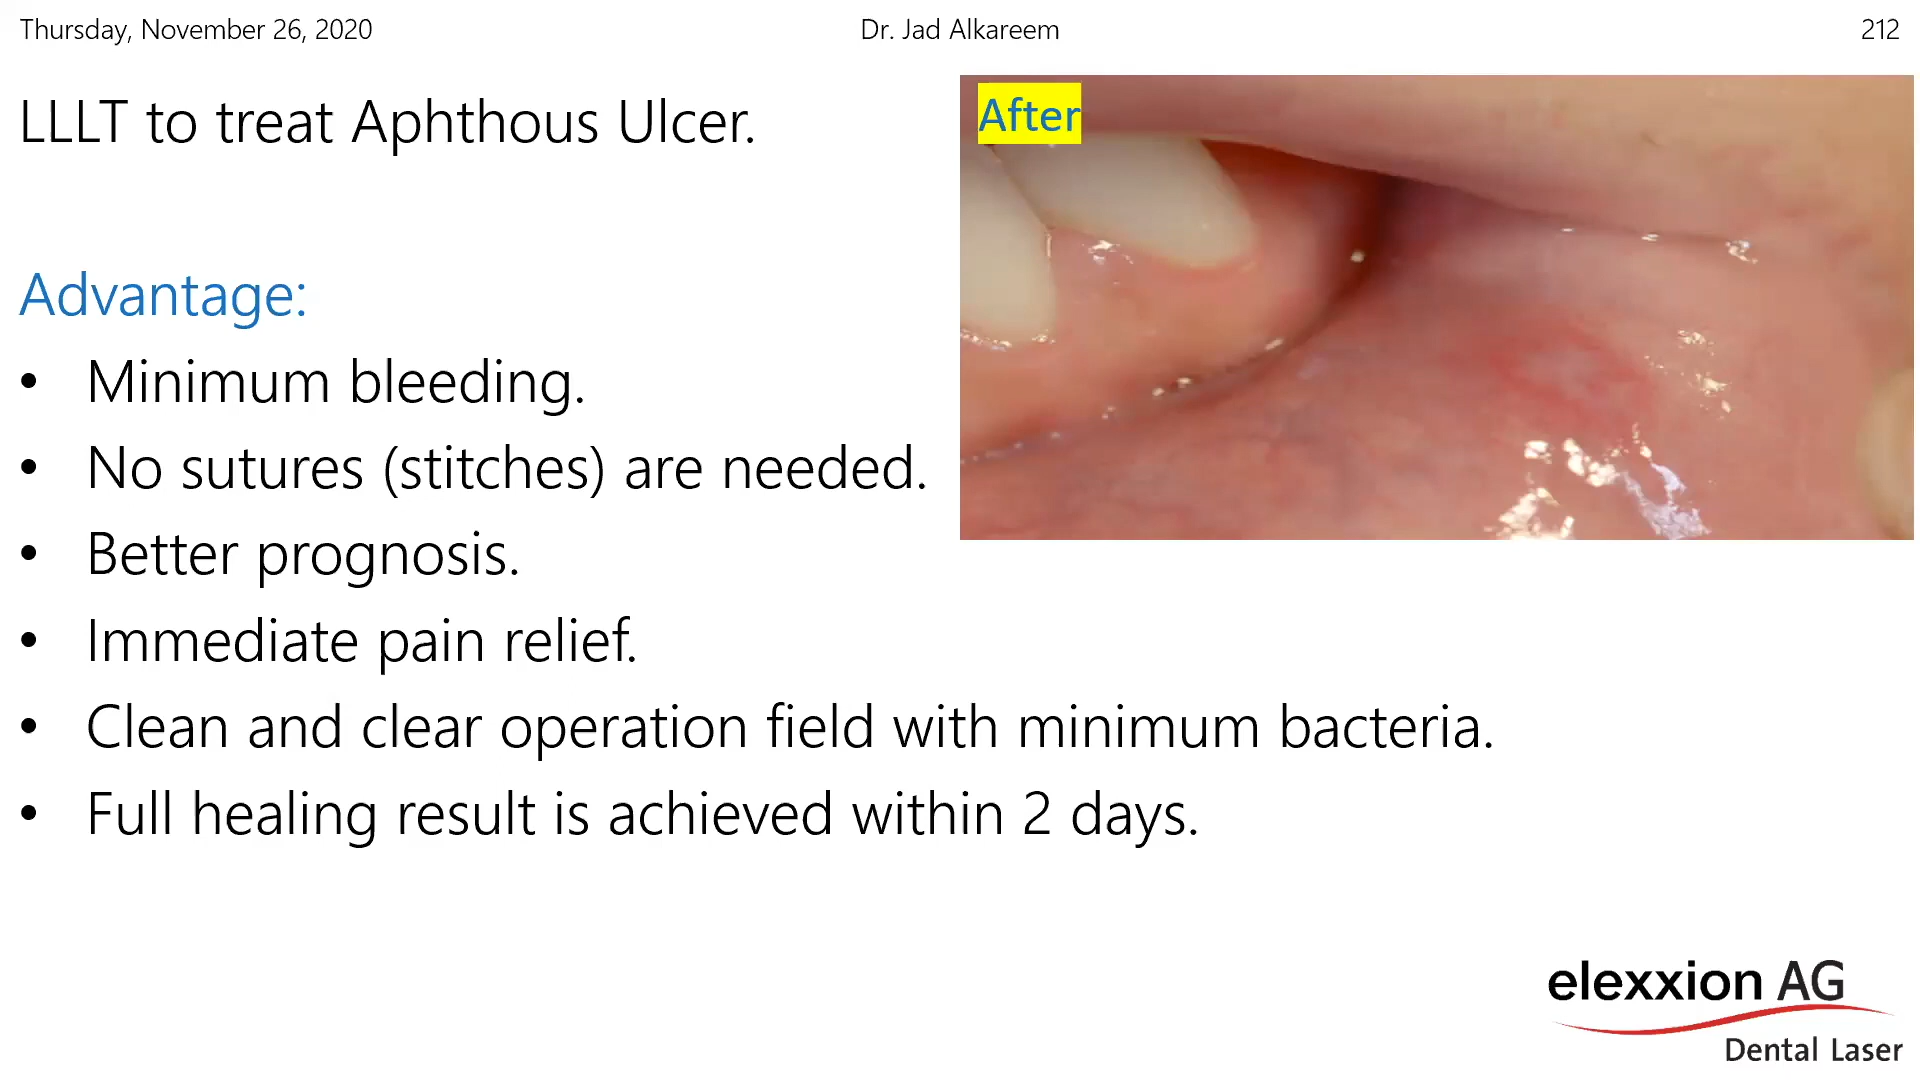 Thursday, November 26, 2020
Dr. Jad Alkareem
212
LLLT to treat Aphthous Ulcer.
After
Advantage:
• Minimum bleeding.
• No sutures (stitches) are needed.
• Better prognosis.
• Immediate pain relief.
• Clean and clear operation field with minimum bacteria.
• Full healing result is achieved within 2 days.
elexxion AG
Dental Laser